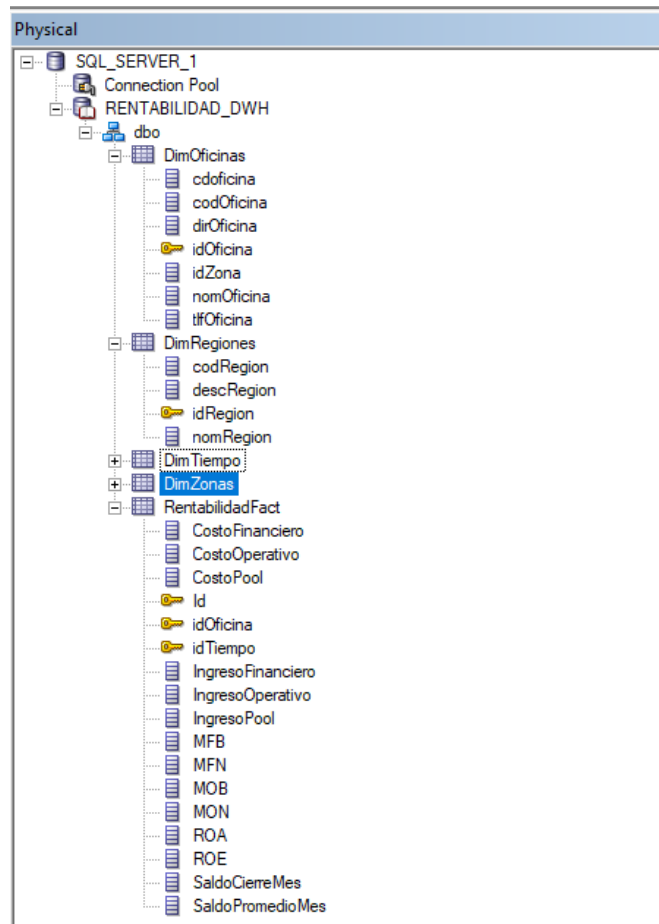 Physical
SQL_SERVER_1
Connection Pool
RENTABILIDAD_DWH
dbo
DimOficinas
cdoficina
codOficina
dirOficina
idOficina
idZona
nomOficina
tlfOficina
DimRegiones
codRegion
descRegion
idRegion
nomRegion
DimTiempo
DimZonas
RentabilidadFact
CostoFinanciero
CostoOperativo
CostoPool
Id
idOficina
idTiempo
IngresoFinanciero
IngresoOperativo
IngresoPool
MFB
MFN
MOB
MON
ROA
ROE
SaldoCierreMes
SaldoPromedioMes